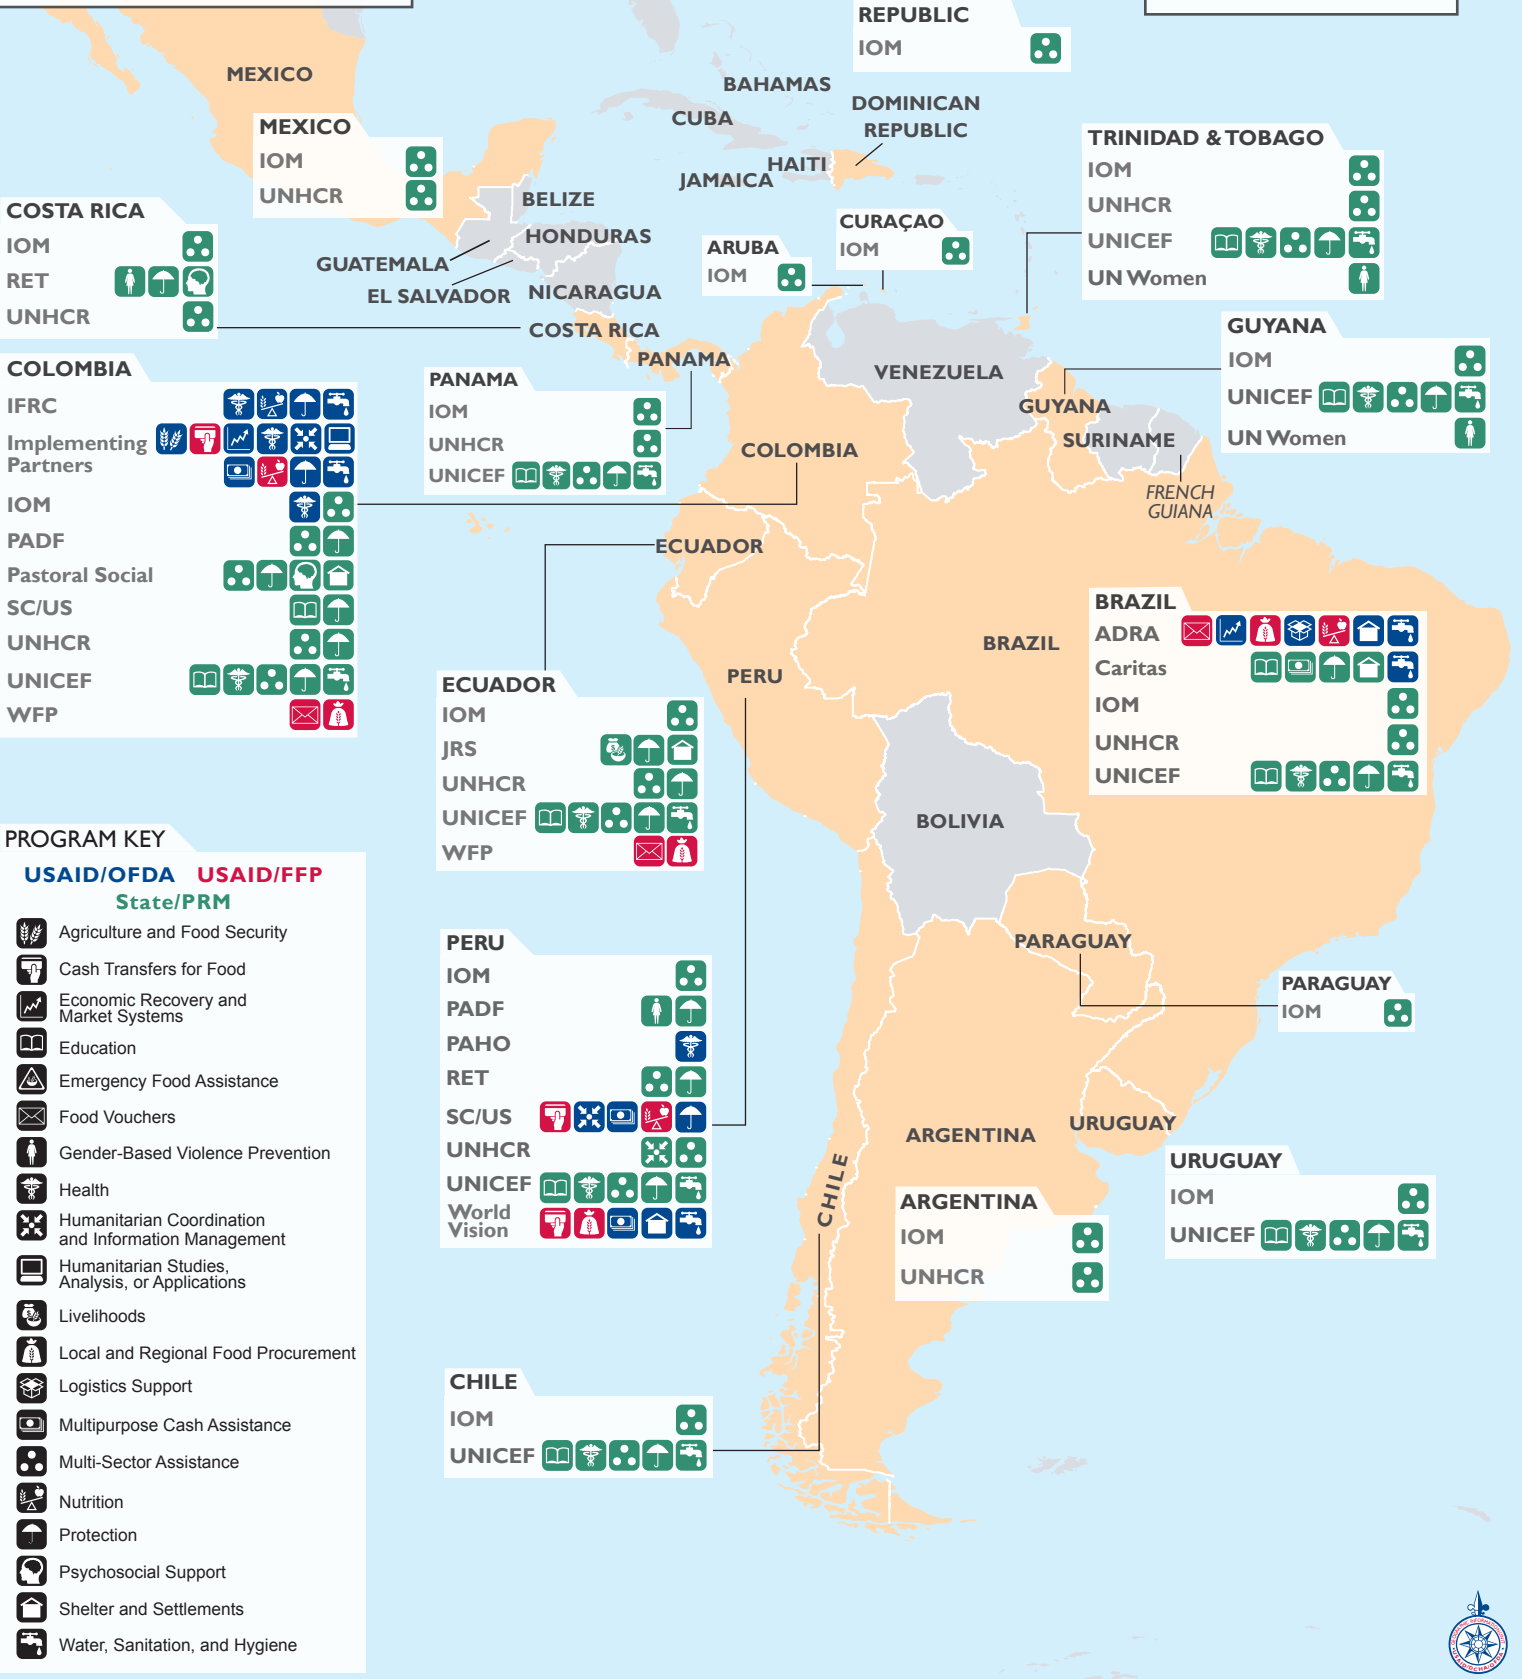 REPUBLIC
IOM
MEXICO
BAHAMAS
CUBA
DOMINICAN
REPUBLIC
HAITI
JAMAICA
MEXICO
IOM
UNHCR
TRINIDAD & TOBAGO
IOM
UNHCR
UNICEF
UN Women
BELIZE
HONDURAS
GUATEMALA
EL SALVADOR
NICARAGUA
COSTA RICA
PANAMA
COSTA RICA
IOM
RET
UNHCR
CURAÇAO
IOM
ARUBA
IOM
GUYANA
IOM
UNICEF
UN Women
VENEZUELA
GUYANA
SURINAME
FRENCH
GUIANA
COLOMBIA
IFRC
Implementing
Partners
IOM
PADF
Pastoral Social
SC/US
UNHCR
UNICEF
WFP
PANAMA
IOM
UNHCR
UNICEF
COLOMBIA
ECUADOR
BRAZIL
PERU
BRAZIL
ADRA
Caritas
IOM
UNHCR
UNICEF
ECUADOR
IOM
JRS
UNHCR
UNICEF
WFP
BOLIVIA
PROGRAM KEY
USAID/OFDA USAID/FFP
State/PRM
Agriculture and Food Security
Cash Transfers for Food
Economic Recovery and
Market Systems
Education
Emergency Food Assistance
Food Vouchers
Gender-Based Violence Prevention
Health
Humanitarian Coordination
and Information Management
Humanitarian Studies,
Analysis, or Applications
Livelihoods
Local and Regional Food Procurement
Logistics Support
Multipurpose Cash Assistance
Multi-Sector Assistance
Nutrition
Protection
Psychosocial Support
Shelter and Settlements
Water, Sanitation, and Hygiene
PERU
IOM
PADF
PAHO
RET
SC/US
UNHCR
UNICEF
World
Vision
PARAGUAY
PARAGUAY
IOM
ARGENTINA
URUGUAY
CHILE
URUGUAY
IOM
UNICEF
ARGENTINA
IOM
UNHCR
CHILE
IOM
UNICEF